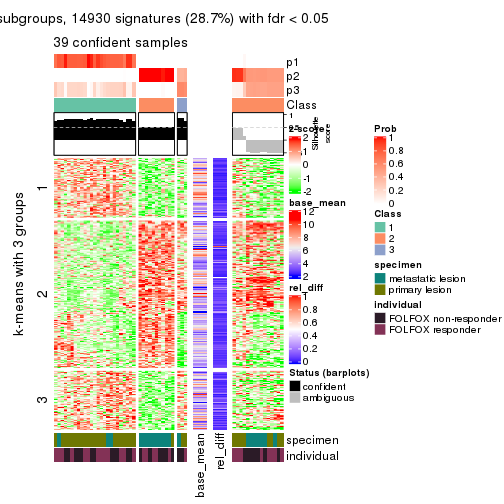 subgroups, 14930 signatures (28.7%) with fdr < 0.05
39 confident samples
p1
p2
p3
Class
1
0.5
0
Silhouette
score
k-means with 3 groups
1
2
3
specimen
individual
base_mean
rel_diff
z-score
2
1
0
-1
-2
base_mean
12
10
8
6
4
2
rel_diff
1
0.8
0.6
0.4
0.2
0
Status (barplots)
confident
ambiguous
Prob
1
0.8
0.6
0.4
0.2
0
Class
1
2
3
specimen
metastatic lesion
primary lesion
individual
FOLFOX non-responder
FOLFOX responder